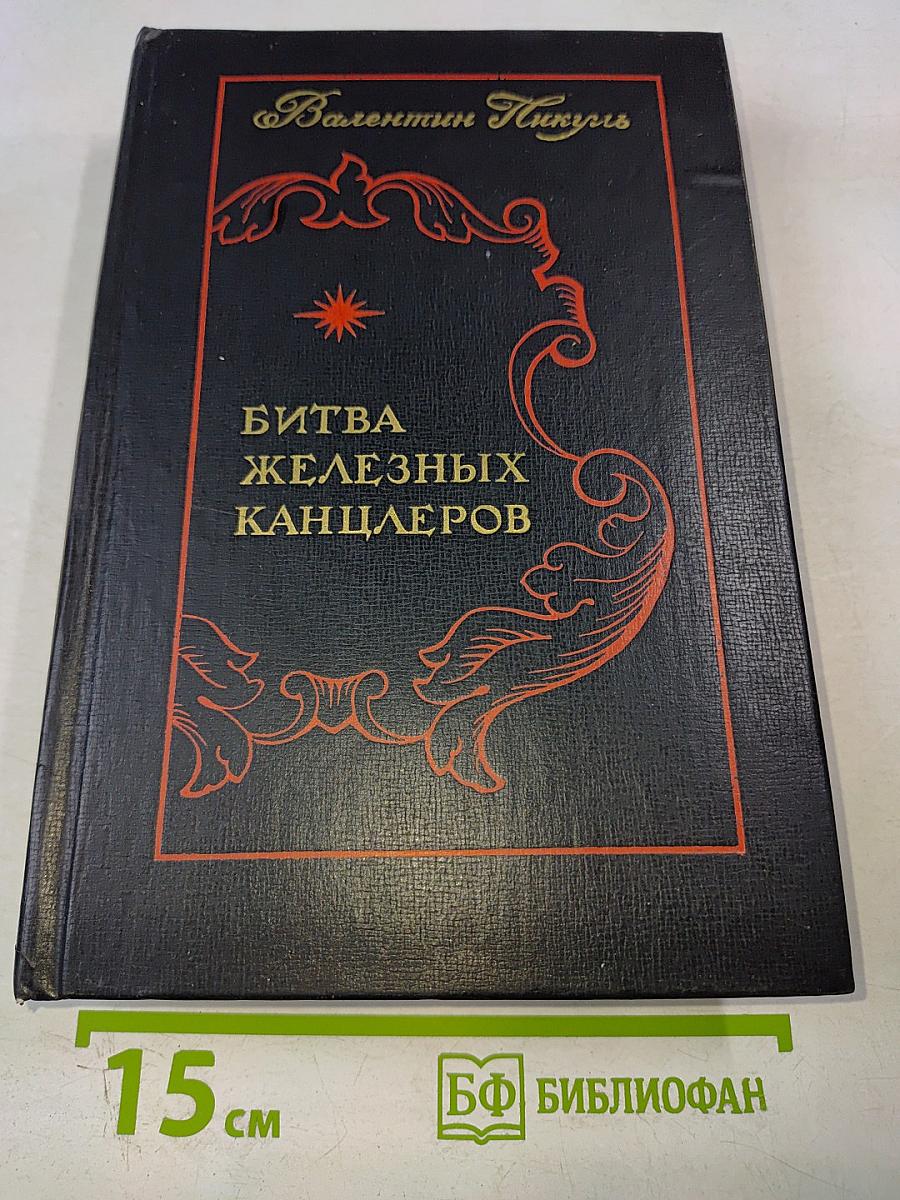 Валентин Пикуль
БИТВА
ЖЕЛЕЗНЫХ
КАНЦЛЕРОВ
15 см
БФ БИБЛИОФАН